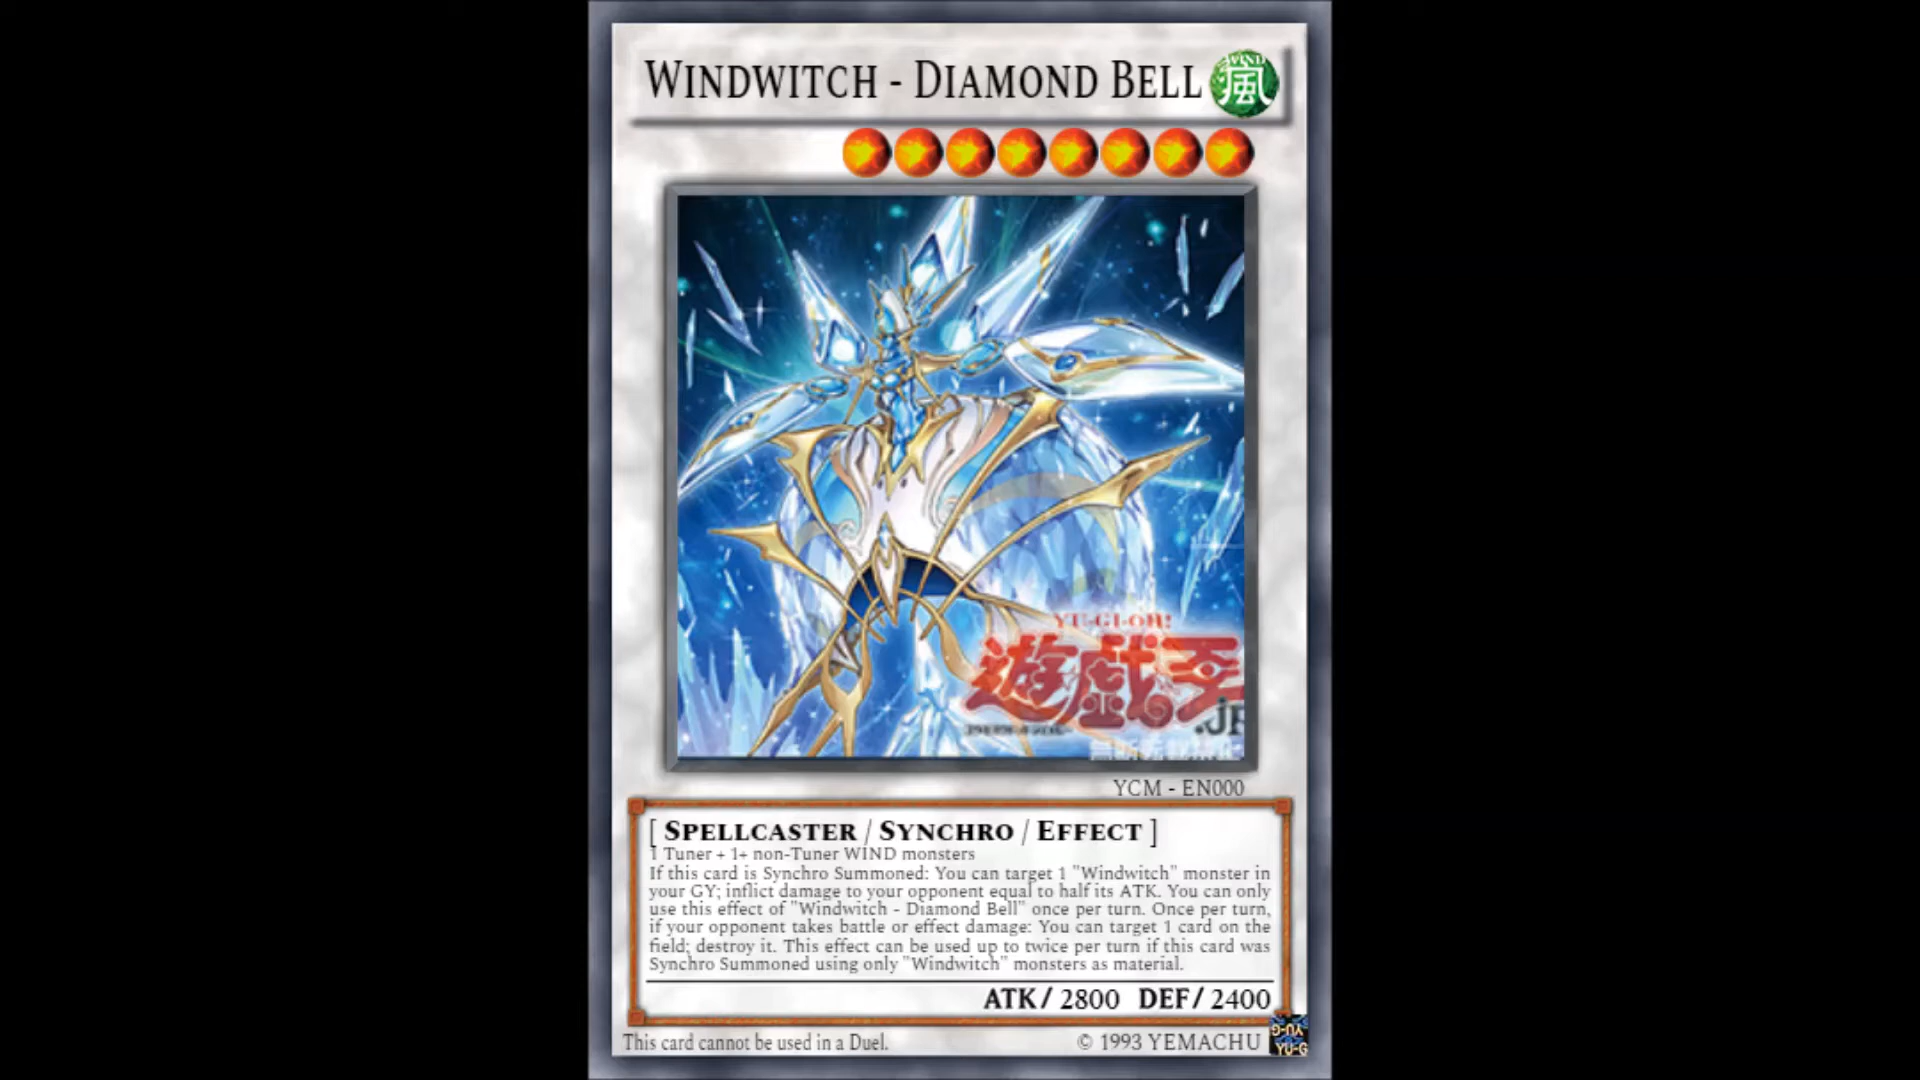 WINDWITCH - DIAMOND BELL
WIND
風
YU-GI-OH!
遊戯王
.JP
YCM - EN000
[ SPELLCASTER / SYNCHRO / EFFECT ]
1 Tuner + 1+ non-Tuner WIND monsters
If this card is Synchro Summoned: You can target 1 "Windwitch" monster in
your GY; inflict damage to your opponent equal to half its ATK. You can only
use this effect of "Windwitch - Diamond Bell" once per turn. Once per turn,
if your opponent takes battle or effect damage: You can target 1 card on the
field; destroy it. This effect can be used up to twice per turn if this card was
Synchro Summoned using only "Windwitch" monsters as material.
ATK / 2800 DEF / 2400
This card cannot be used in a Duel.
© 1993 YEMACHU